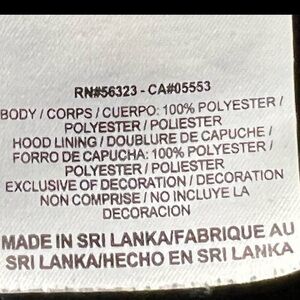 RN#56323 - CA#05553
BODY / CORPS / CUERPO: 100% POLYESTER /
POLYESTER / POLIESTER
HOOD LINING / DOUBLURE DE CAPUCHE /
FORRO DE CAPUCHA: 100% POLYESTER /
POLYESTER / POLIESTER
EXCLUSIVE OF DECORATION / DECORATION
NON COMPRISE / NO INCLUYE LA
DECORACION
MADE IN SRI LANKA/FABRIQUE AU
SRI LANKA/HECHO EN SRI LANKA